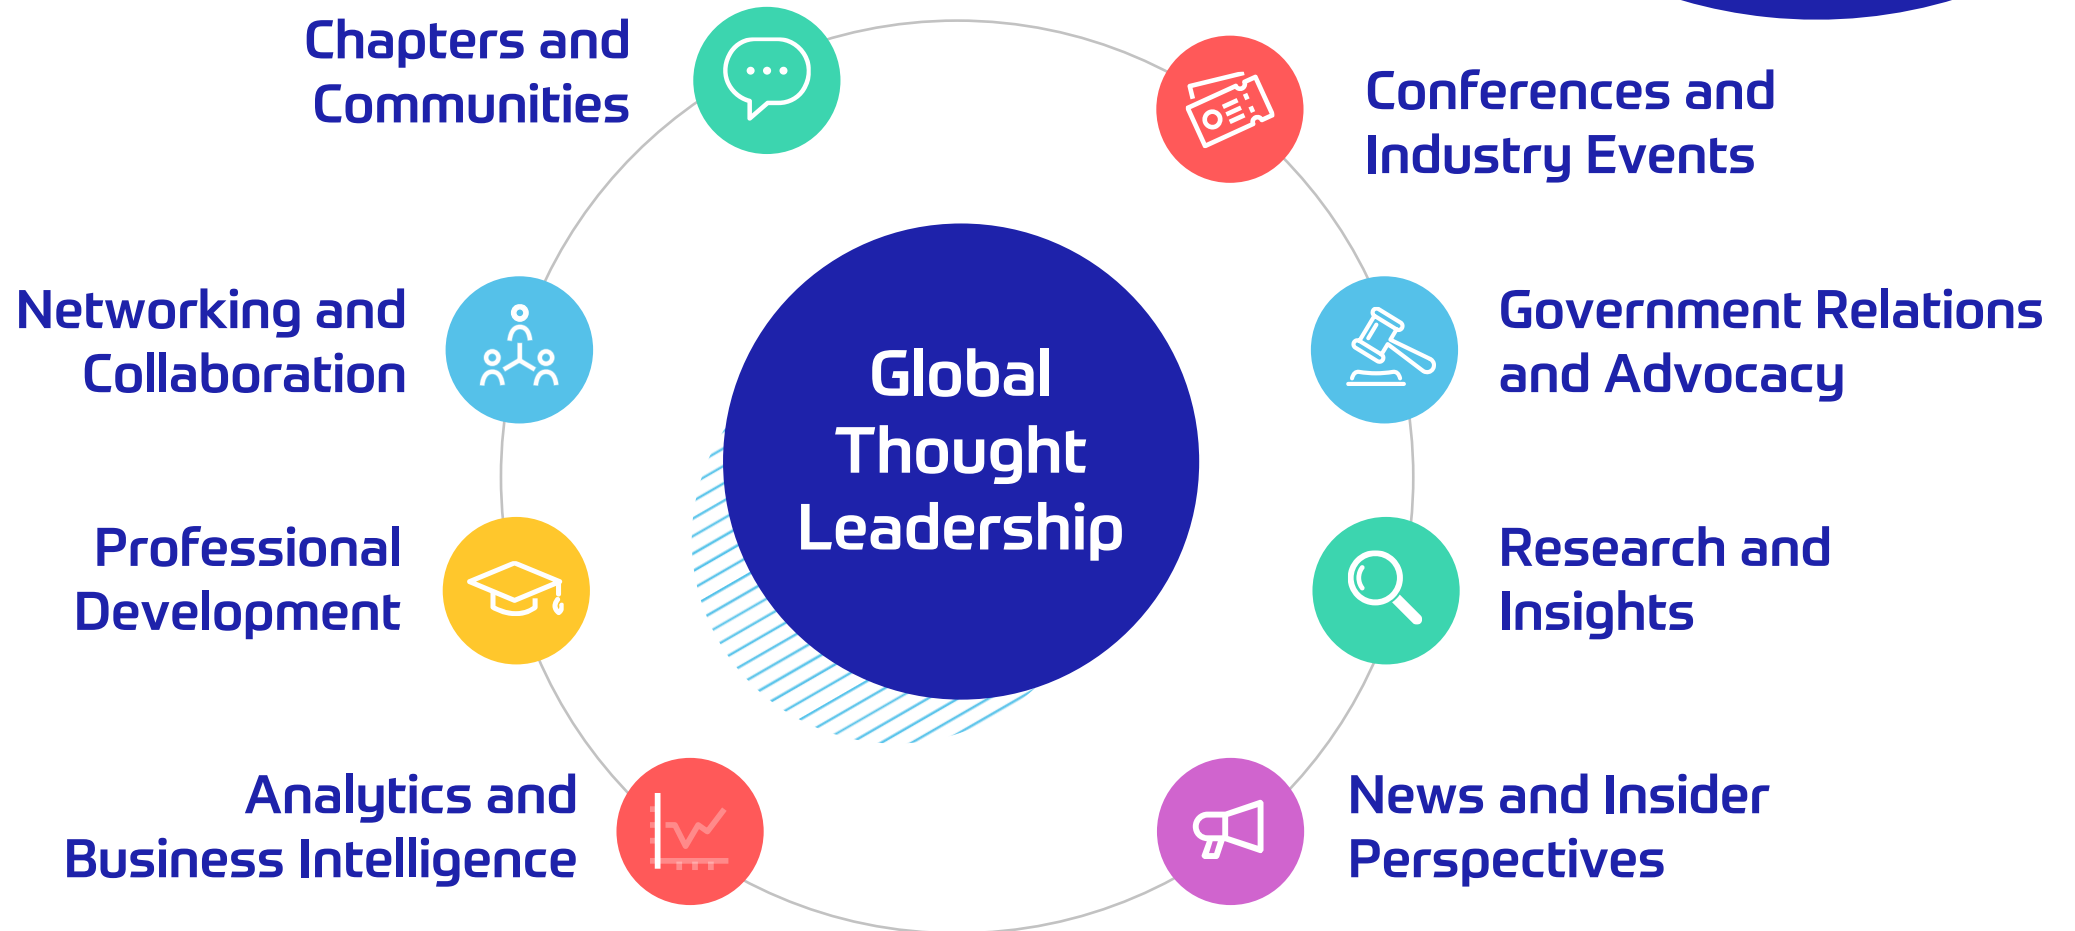 Chapters and
Communities
Conferences and
Industry Events
Networking and
Collaboration
Government Relations
and Advocacy
Global
Thought
Leadership
Professional
Development
Research and
Insights
Analytics and
Business Intelligence
News and Insider
Perspectives